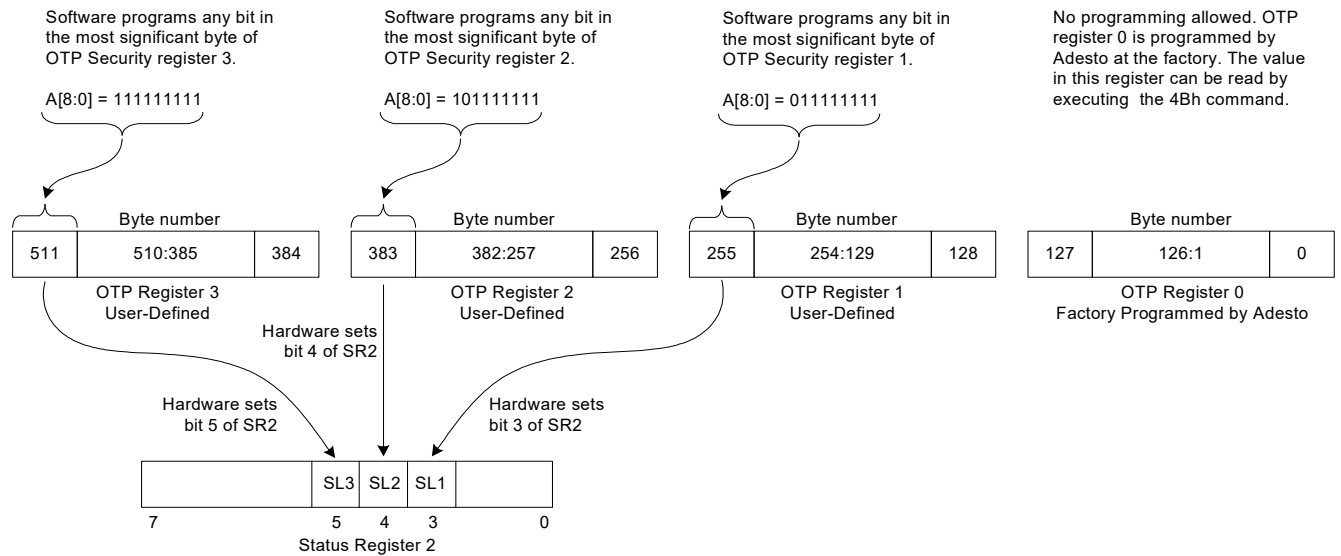 Software programs any bit in
the most significant byte of
OTP Security register 3.
Software programs any bit in
the most significant byte of
OTP Security register 2.
Software programs any bit in
the most significant byte of
OTP Security register 1.
No programming allowed. OTP
register 0 is programmed by
Adesto at the factory. The value
in this register can be read by
executing the 4Bh command.
A[8:0] = 111111111
A[8:0] = 101111111
A[8:0] = 011111111
Byte number
Byte number
Byte number
Byte number
511 510:385 384
383 382:257 256
255 254:129 128
127 126:1 0
OTP Register 3
User-Defined
OTP Register 2
User-Defined
OTP Register 1
User-Defined
OTP Register 0
Factory Programmed by Adesto
Hardware sets
bit 4 of SR2
Hardware sets
bit 5 of SR2
Hardware sets
bit 3 of SR2
SL3 SL2 SL1
7 5 4 3 0
Status Register 2